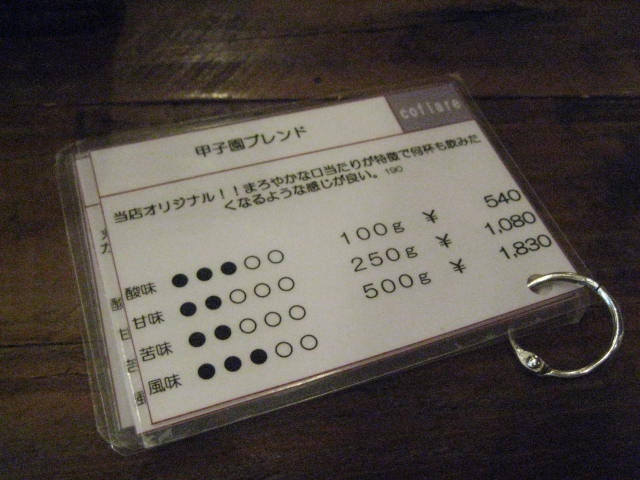 cofiare
甲子園ブレンド
当店オリジナル！！まろやかな口当たりが特徴で何杯も飲みた
くなるような感じが良い。190
酸味 ●●●○○
甘味 ●●○○○
苦味 ●●○○○
風味 ●●●○○
100g ¥ 540
250g ¥ 1,080
500g ¥ 1,830